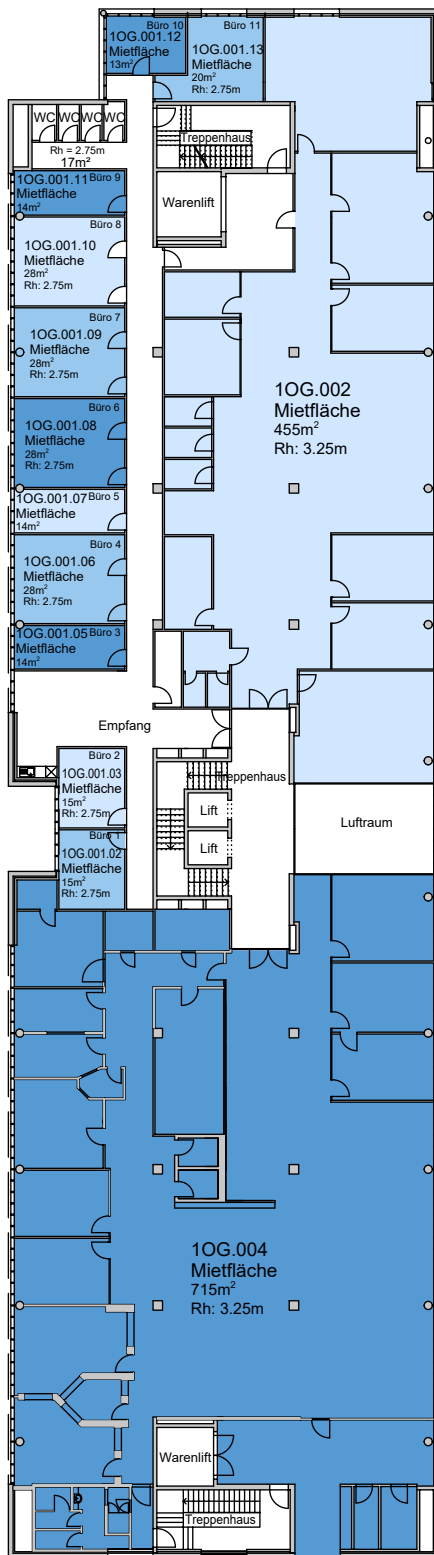 Büro 10
1OG.001.12
Mietfläche
13m²
Büro 11
1OG.001.13
Mietfläche
20m²
Rh: 2.75m
WC WC WC WC
Rh = 2.75m
17m²
Treppenhaus
Warenlift
Büro 9
1OG.001.11
Mietfläche
14m²
Büro 8
1OG.001.10
Mietfläche
28m²
Rh: 2.75m
Büro 7
1OG.001.09
Mietfläche
28m²
Rh: 2.75m
1OG.002
Mietfläche
455m²
Rh: 3.25m
Büro 6
1OG.001.08
Mietfläche
28m²
Rh: 2.75m
1OG.001.07 Büro 5
Mietfläche
14m²
Büro 4
1OG.001.06
Mietfläche
28m²
Rh: 2.75m
1OG.001.05 Büro 3
Mietfläche
14m²
Empfang
Büro 2
1OG.001.03
Mietfläche
15m²
Rh: 2.75m
Treppenhaus
Lift
Lift
Luftraum
Büro 1
1OG.001.02
Mietfläche
15m²
Rh: 2.75m
1OG.004
Mietfläche
715m²
Rh: 3.25m
Warenlift
Treppenhaus